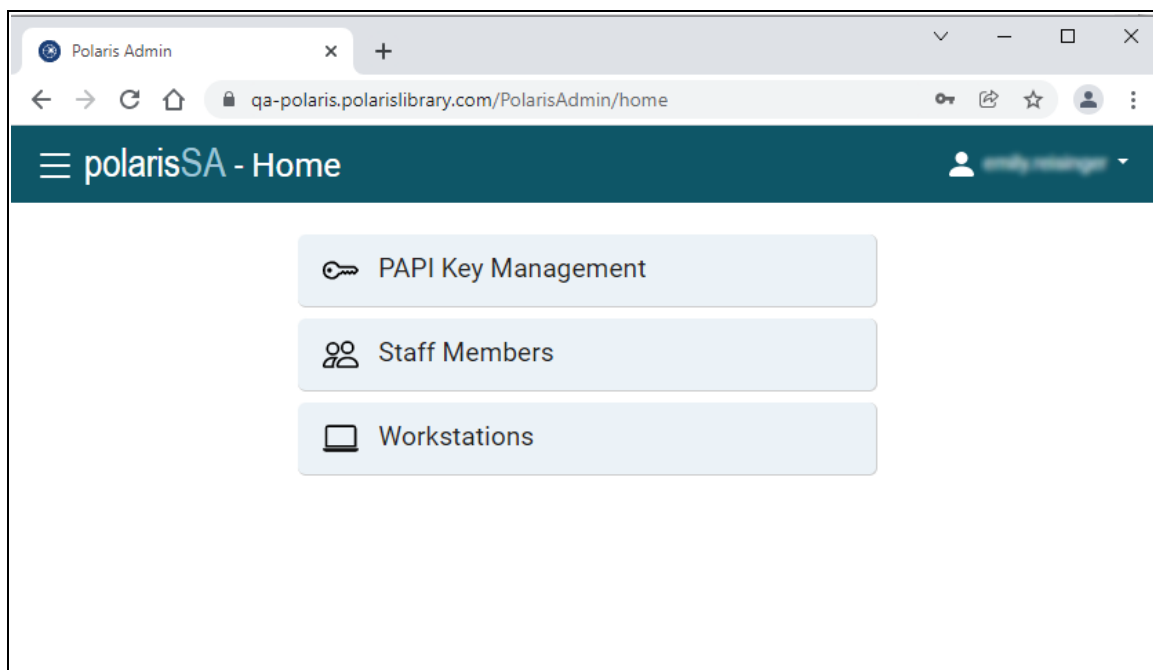 Polaris Admin
qa-polaris.polarislibrary.com/PolarisAdmin/home
polarisSA - Home
PAPI Key Management
Staff Members
Workstations